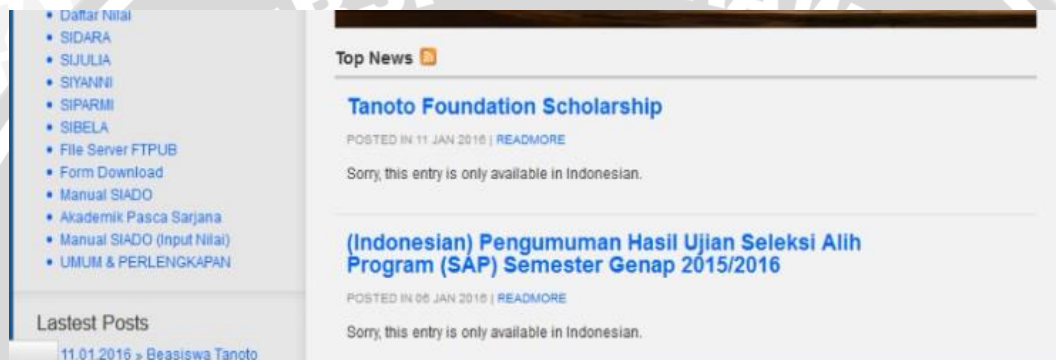 Daftar Nilai
SIDARA
SIJULIA
SIYANNI
SIPARMI
SIBELA
File Server FTPUB
Form Download
Manual SIADO
Akademik Pasca Sarjana
Manual SIADO (Input Nilai)
UMUM & PERLENGKAPAN
Lastest Posts
11.01.2016 » Beasiswa Tanoto
Top News
Tanoto Foundation Scholarship
POSTED IN 11 JAN 2016 | READMORE
Sorry, this entry is only available in Indonesian.
(Indonesian) Pengumuman Hasil Ujian Seleksi Alih
Program (SAP) Semester Genap 2015/2016
POSTED IN 06 JAN 2016 | READMORE
Sorry, this entry is only available in Indonesian.